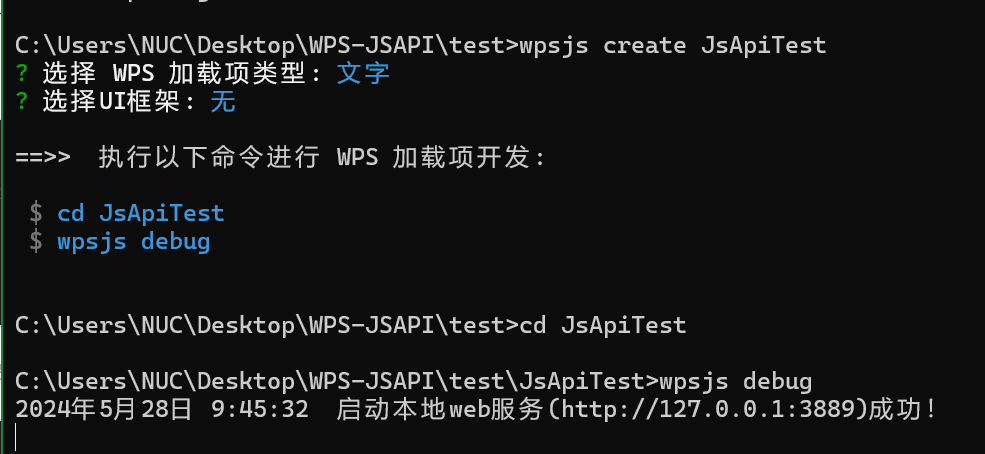 C:\Users\NUC\Desktop\WPS-JSAPI\test>wpsjs create JsApiTest
? 选择 WPS 加载项类型: 文字
? 选择UI框架: 无
==>>  执行以下命令进行 WPS 加载项开发:
$ cd JsApiTest
$ wpsjs debug
C:\Users\NUC\Desktop\WPS-JSAPI\test>cd JsApiTest
C:\Users\NUC\Desktop\WPS-JSAPI\test\JsApiTest>wpsjs debug
2024年5月28日 9:45:32  启动本地web服务(http://127.0.0.1:3889)成功!